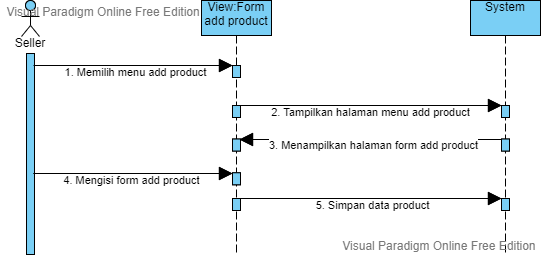 Visual Paradigm Online Free Edition
View:Form
add product
System
Seller
1. Memilih menu add product
2. Tampilkan halaman menu add product
3. Menampilkan halaman form add product
4. Mengisi form add product
5. Simpan data product
Visual Paradigm Online Free Edition